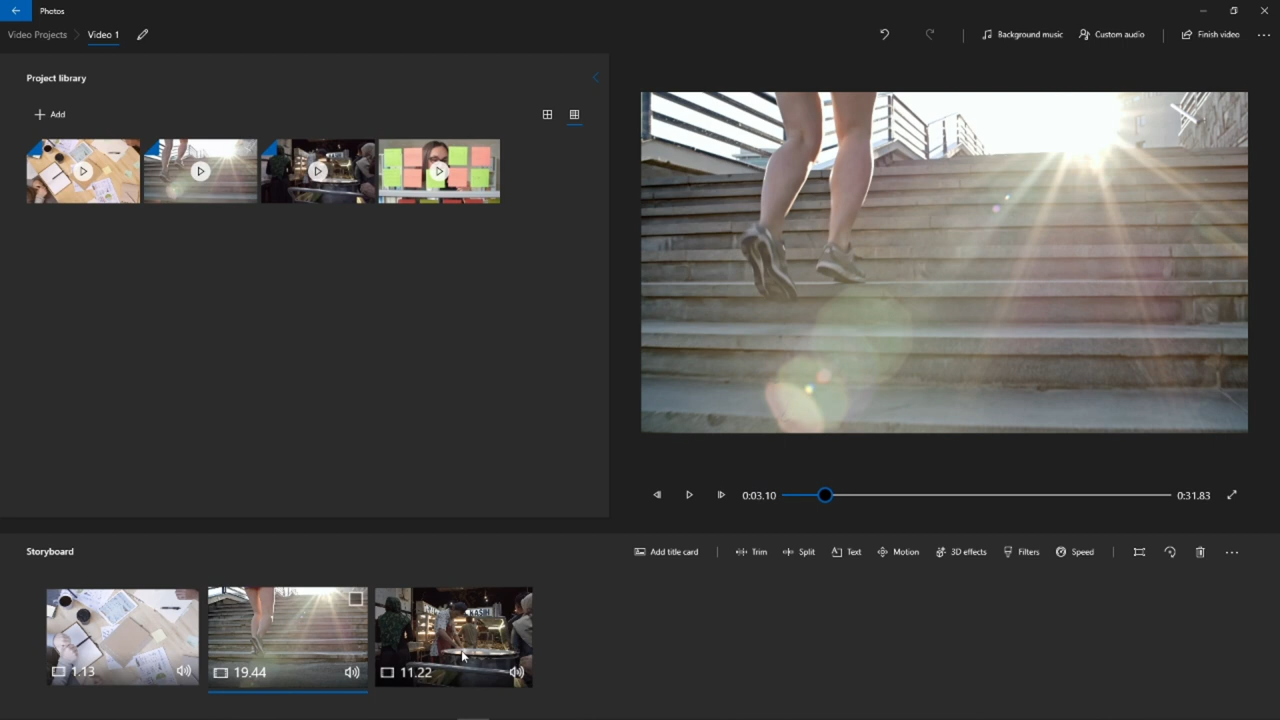 Photos
Video Projects
Video 1
Background music
Custom audio
Finish video
Project library
Add
0:03.10
0:31.83
Storyboard
Add title card
Trim
Split
Text
Motion
3D effects
Filters
Speed
1.13
19.44
11.22